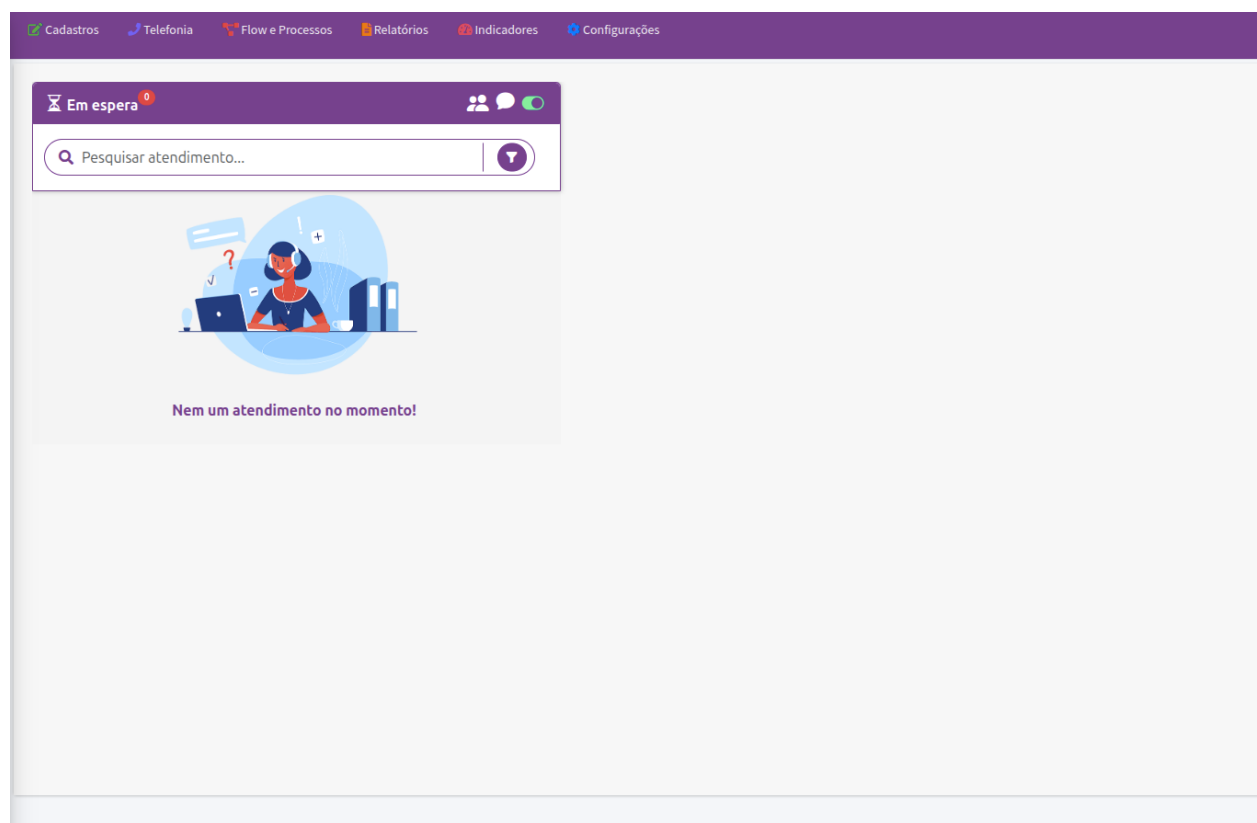 Cadastros Telefonia Flow e Processos Relatórios Indicadores Configurações
Em espera 0
Pesquisar atendimento...
Nem um atendimento no momento!